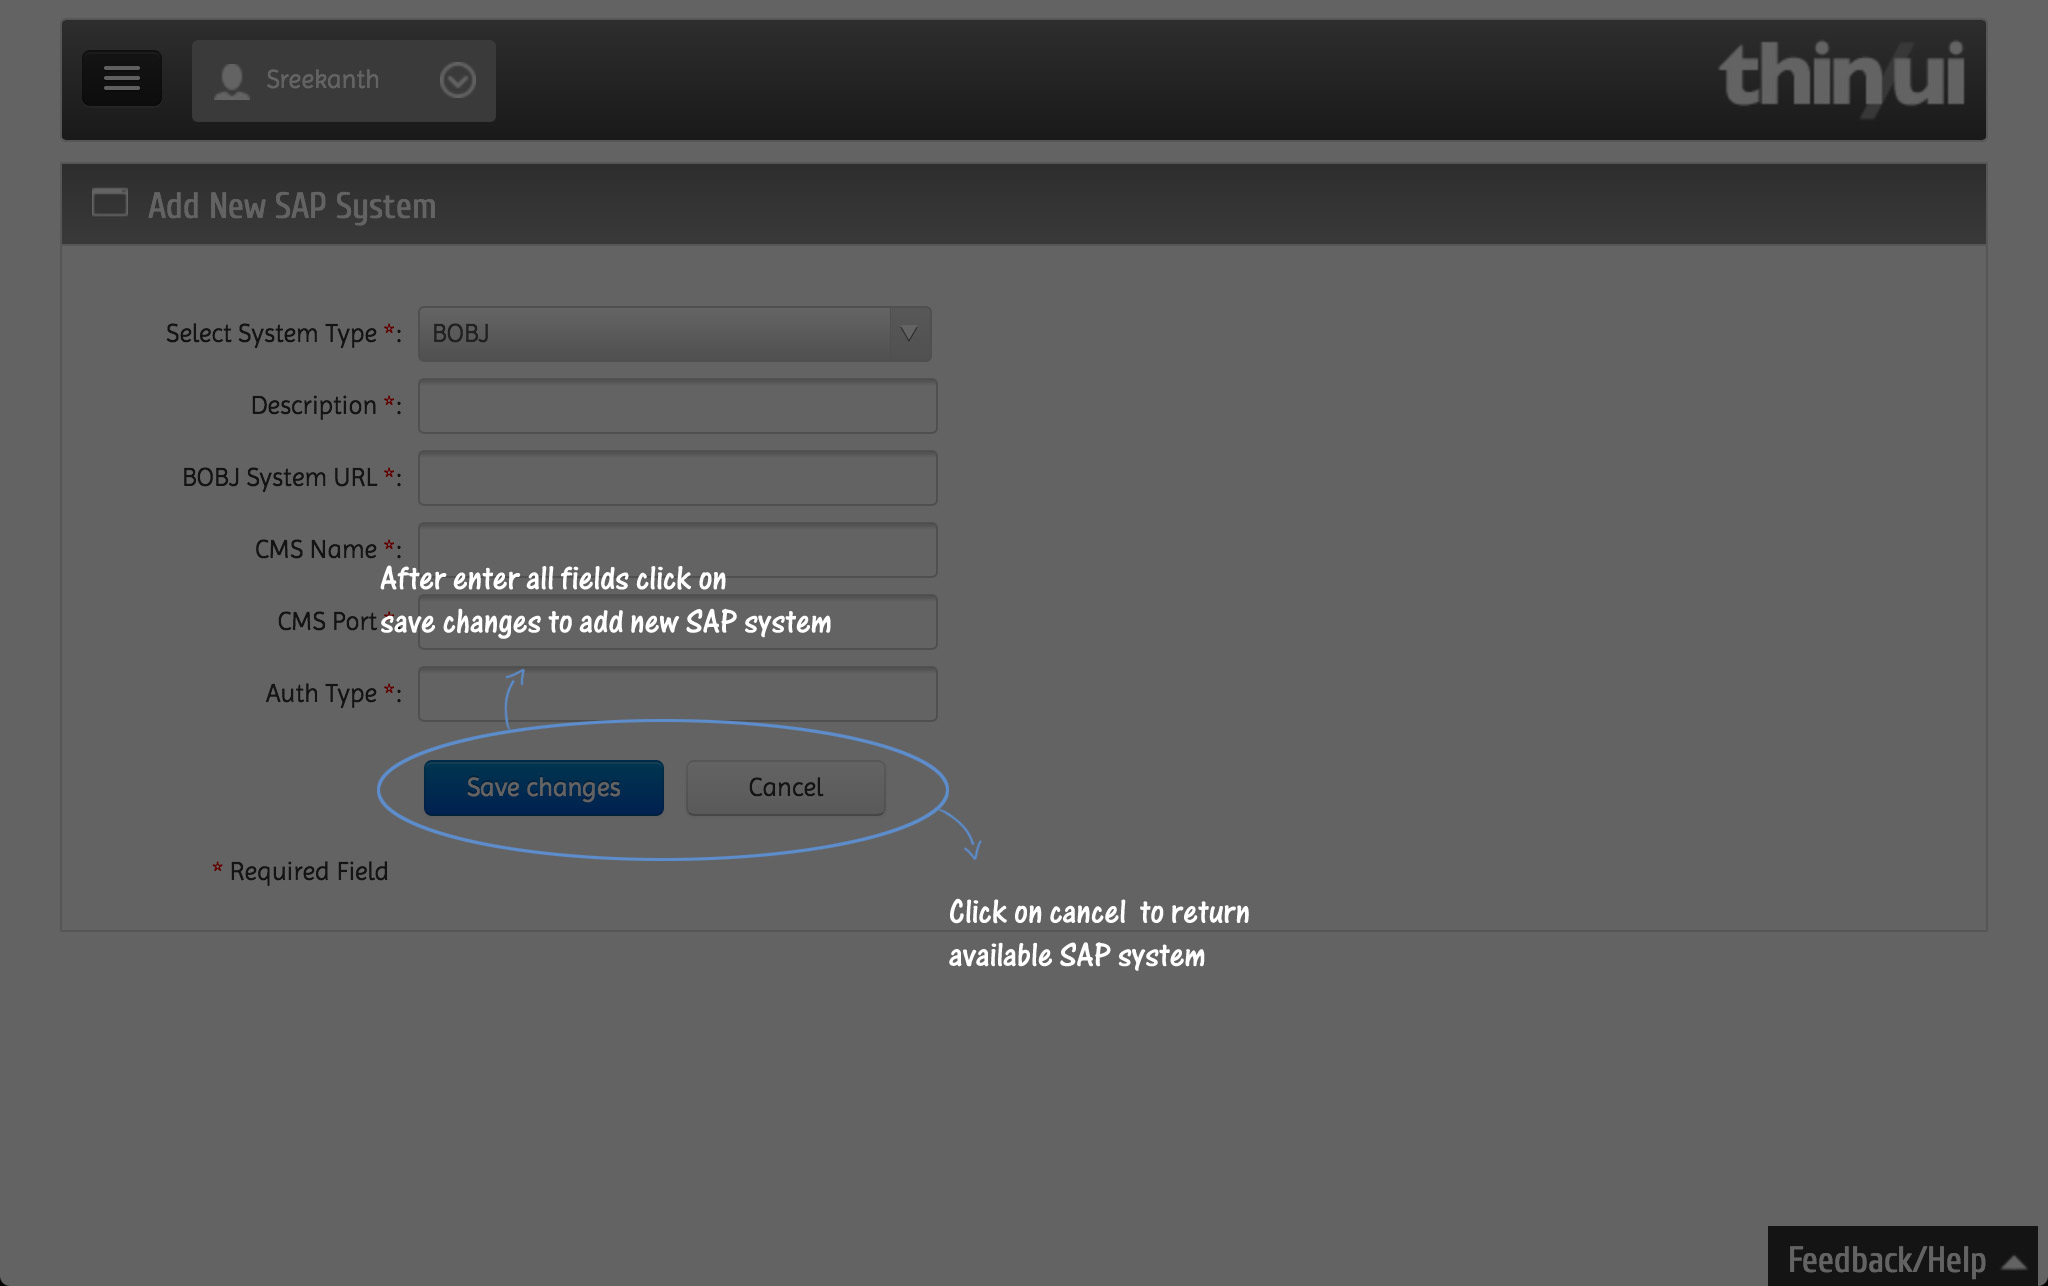 Sreekanth
thin/ui
Add New SAP System
Select System Type *: BOBJ
Description *:
BOBJ System URL *:
CMS Name *:
After enter all fields click on
CMS Port *
save changes to add new SAP system
Auth Type *:
Save changes Cancel
* Required Field
Click on cancel to return
available SAP system
Feedback/Help